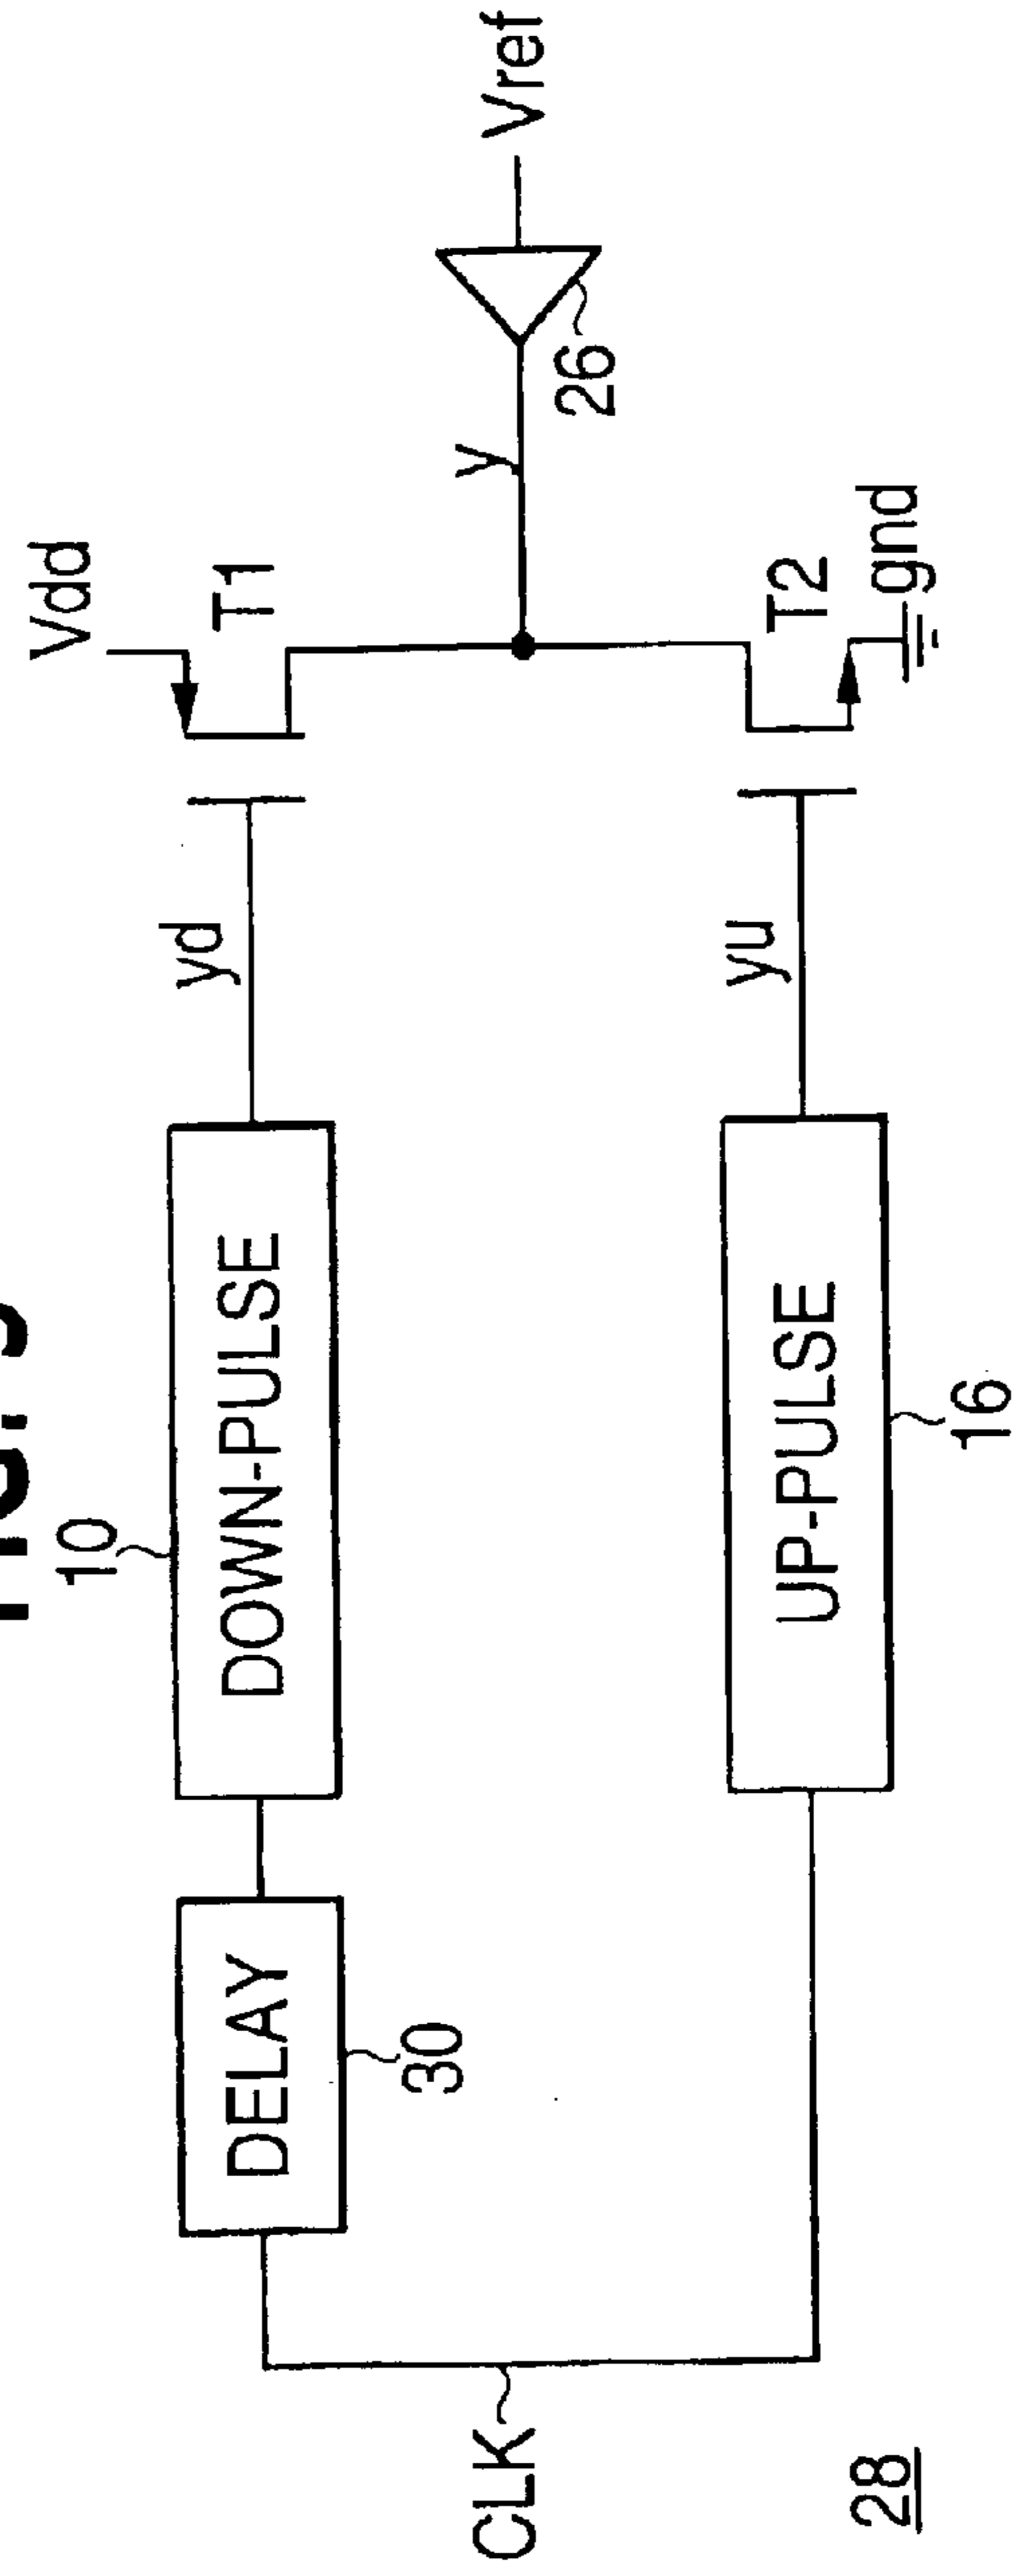 10
Vdd
DELAY
DOWN-PULSE
yd
T1
30
CLK
y
Vref
26
UP-PULSE
yu
T2
gnd
16
28